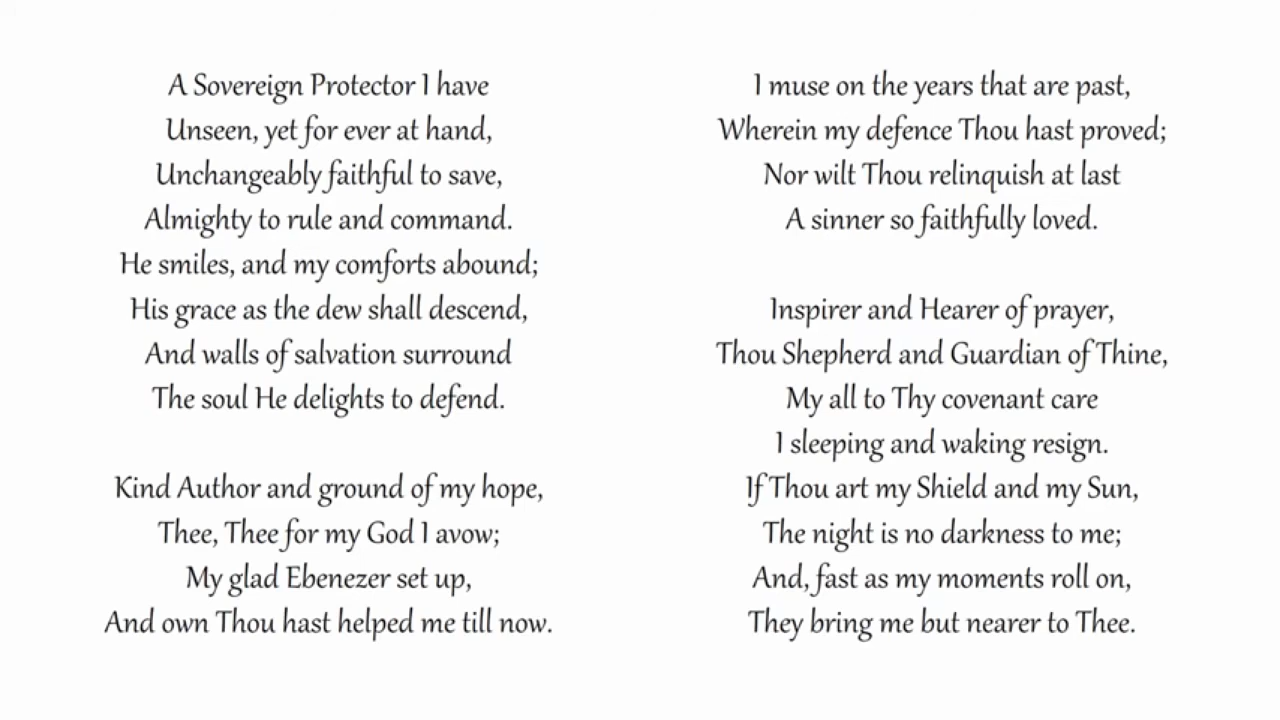 A Sovereign Protector I have
Unseen, yet for ever at hand,
Unchangeably faithful to save,
Almighty to rule and command.
He smiles, and my comforts abound;
His grace as the dew shall descend,
And walls of salvation surround
The soul He delights to defend.
Kind Author and ground of my hope,
Thee, Thee for my God I avow;
My glad Ebenezer set up,
And own Thou hast helped me till now.
I muse on the years that are past,
Wherein my defence Thou hast proved;
Nor wilt Thou relinquish at last
A sinner so faithfully loved.
Inspirer and Hearer of prayer,
Thou Shepherd and Guardian of Thine,
My all to Thy covenant care
I sleeping and waking resign.
If Thou art my Shield and my Sun,
The night is no darkness to me;
And, fast as my moments roll on,
They bring me but nearer to Thee.